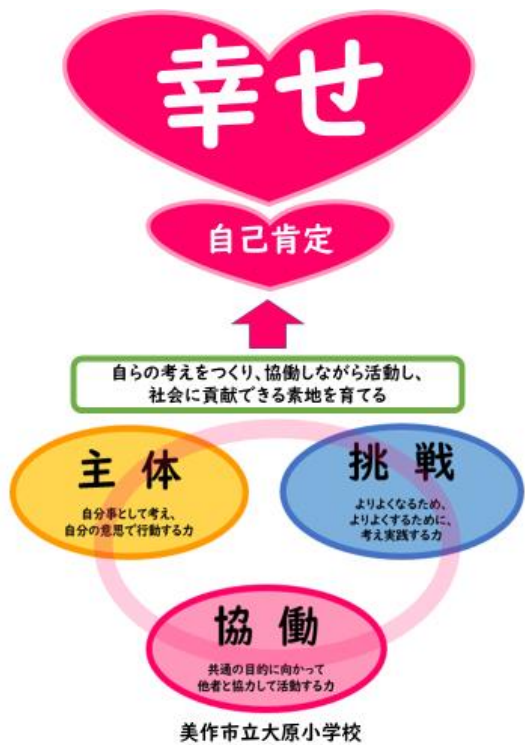 幸せ
自己肯定
自らの考えをつくり、協働しながら活動し、
社会に貢献できる素地を育てる
主体
自分事として考え、
自分の意思で行動する力
挑戦
よりよくなるため、
よりよくするために、
考え実践する力
協働
共通の目的に向かって
他者と協力して活動する力
美作市立大原小学校